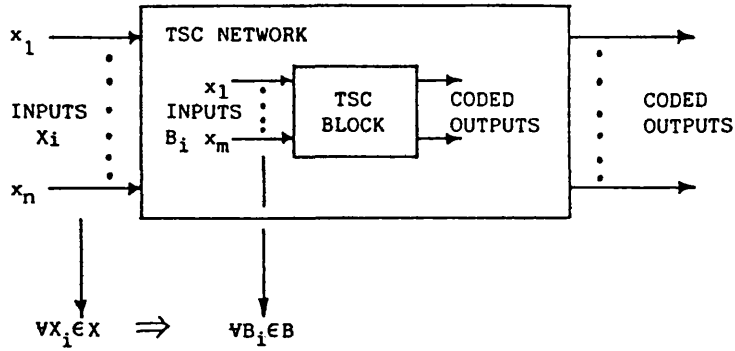 x1
TSC NETWORK
x1
INPUTS
Xi
INPUTS
Bi
xm
TSC
BLOCK
CODED
OUTPUTS
CODED
OUTPUTS
xn
∀Xi∈X ⇒ ∀Bi∈B